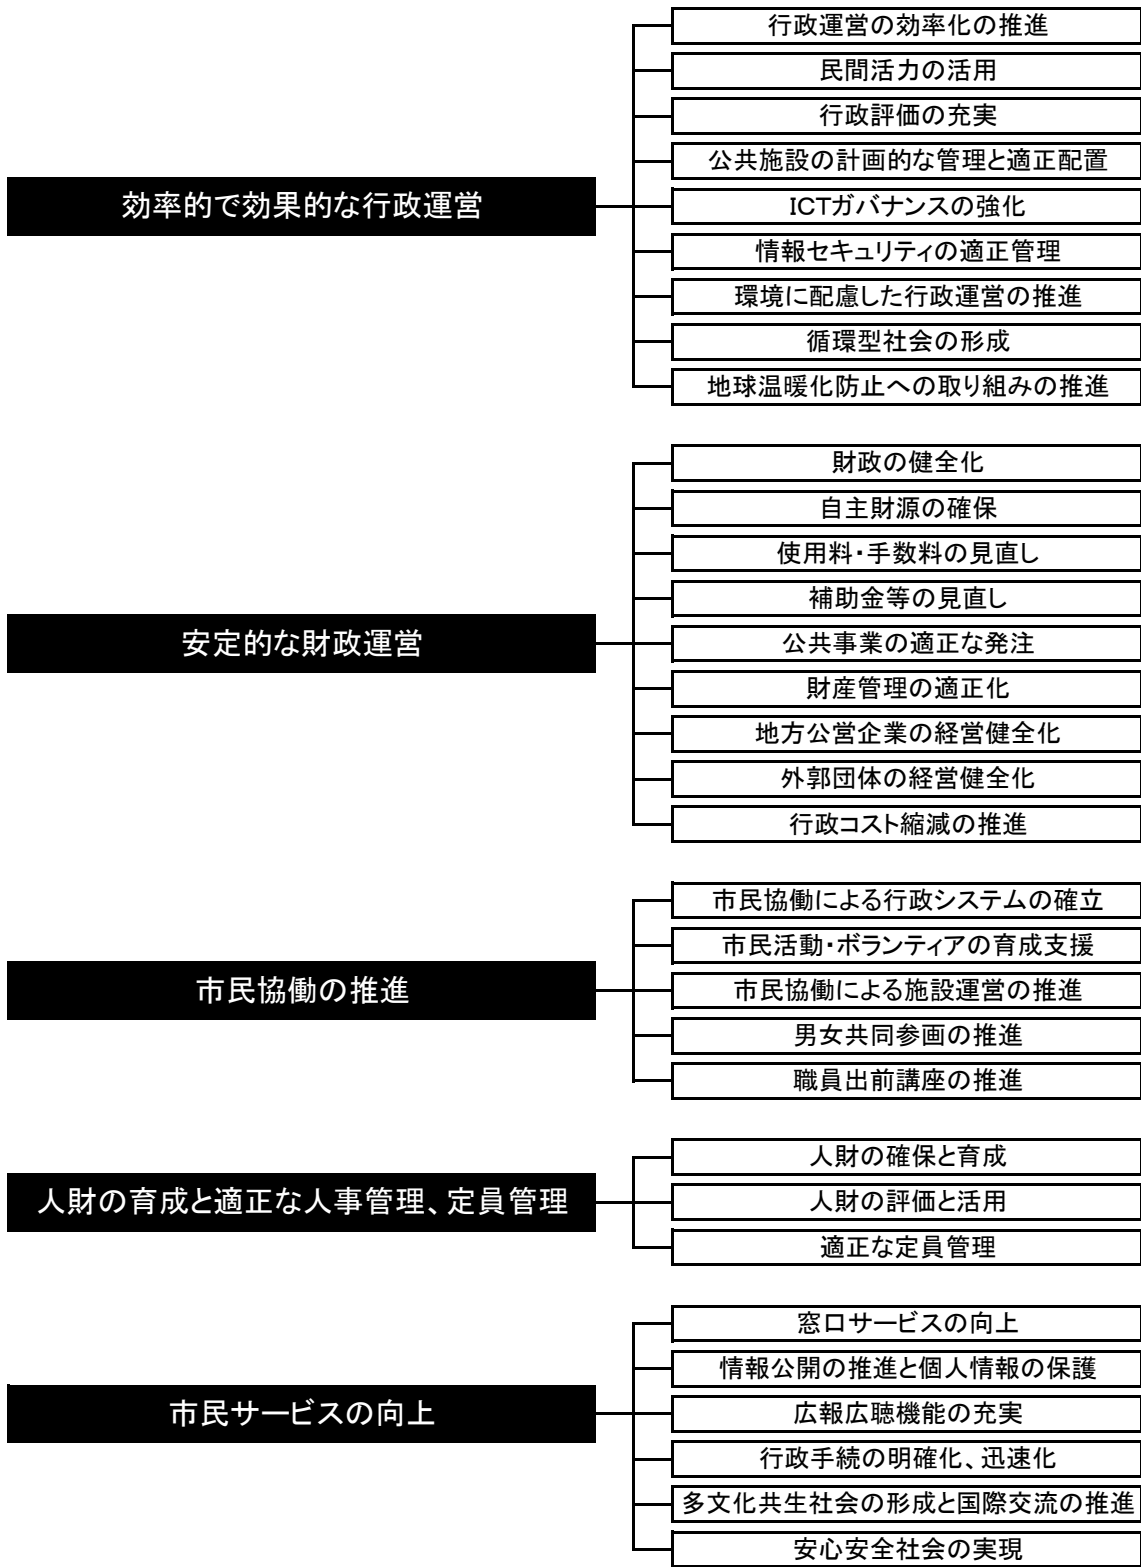 効率的で効果的な行政運営
行政運営の効率化の推進
民間活力の活用
行政評価の充実
公共施設の計画的な管理と適正配置
ICTガバナンスの強化
情報セキュリティの適正管理
環境に配慮した行政運営の推進
循環型社会の形成
地球温暖化防止への取り組みの推進
安定的な財政運営
財政の健全化
自主財源の確保
使用料・手数料の見直し
補助金等の見直し
公共事業の適正な発注
財産管理の適正化
地方公営企業の経営健全化
外郭団体の経営健全化
行政コスト縮減の推進
市民協働の推進
市民協働による行政システムの確立
市民活動・ボランティアの育成支援
市民協働による施設運営の推進
男女共同参画の推進
職員出前講座の推進
人財の育成と適正な人事管理、定員管理
人財の確保と育成
人財の評価と活用
適正な定員管理
市民サービスの向上
窓口サービスの向上
情報公開の推進と個人情報の保護
広報広聴機能の充実
行政手続の明確化、迅速化
多文化共生社会の形成と国際交流の推進
安心安全社会の実現